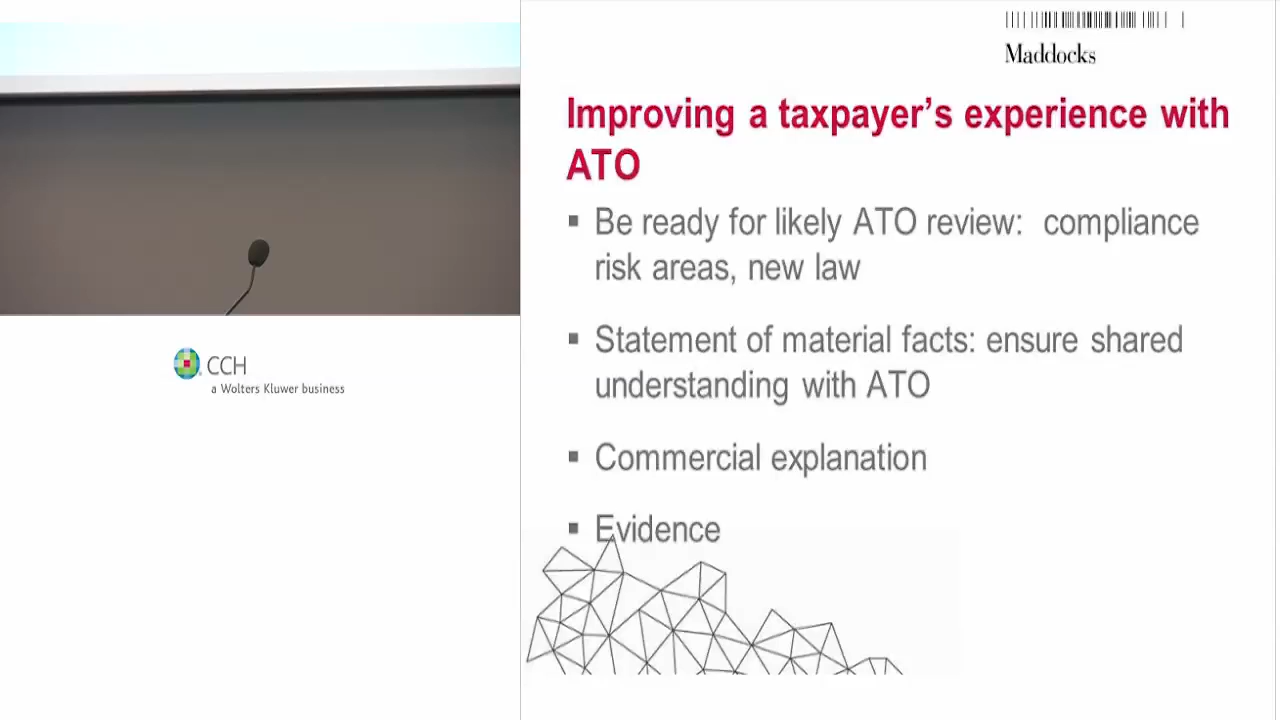 CCH
a Wolters Kluwer business
Maddocks
Improving a taxpayer’s experience with
ATO
▪ Be ready for likely ATO review:  compliance
risk areas, new law
▪ Statement of material facts: ensure shared
understanding with ATO
▪ Commercial explanation
▪ Evidence